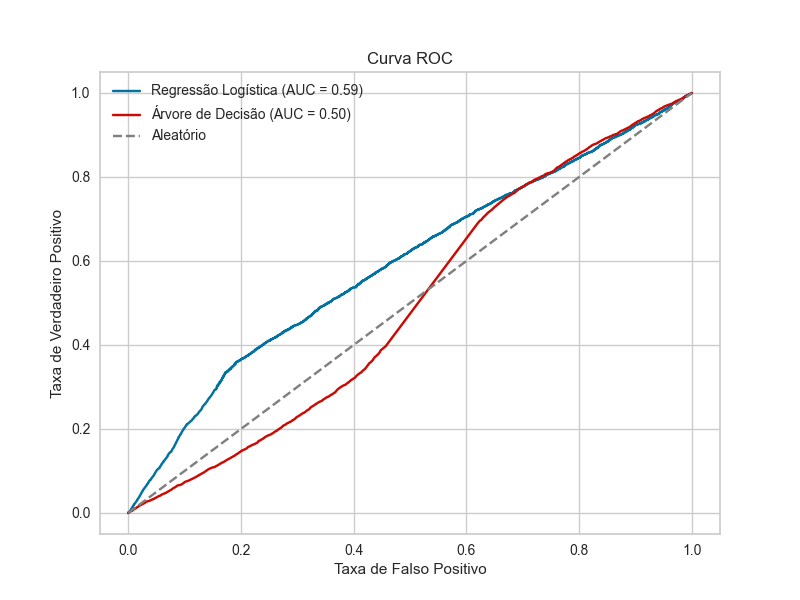 Curva ROC
Regressão Logística (AUC = 0.59)
Árvore de Decisão (AUC = 0.50)
Aleatório
1.0
0.8
0.6
0.4
0.2
0.0
Taxa de Verdadeiro Positivo
0.0 0.2 0.4 0.6 0.8 1.0
Taxa de Falso Positivo